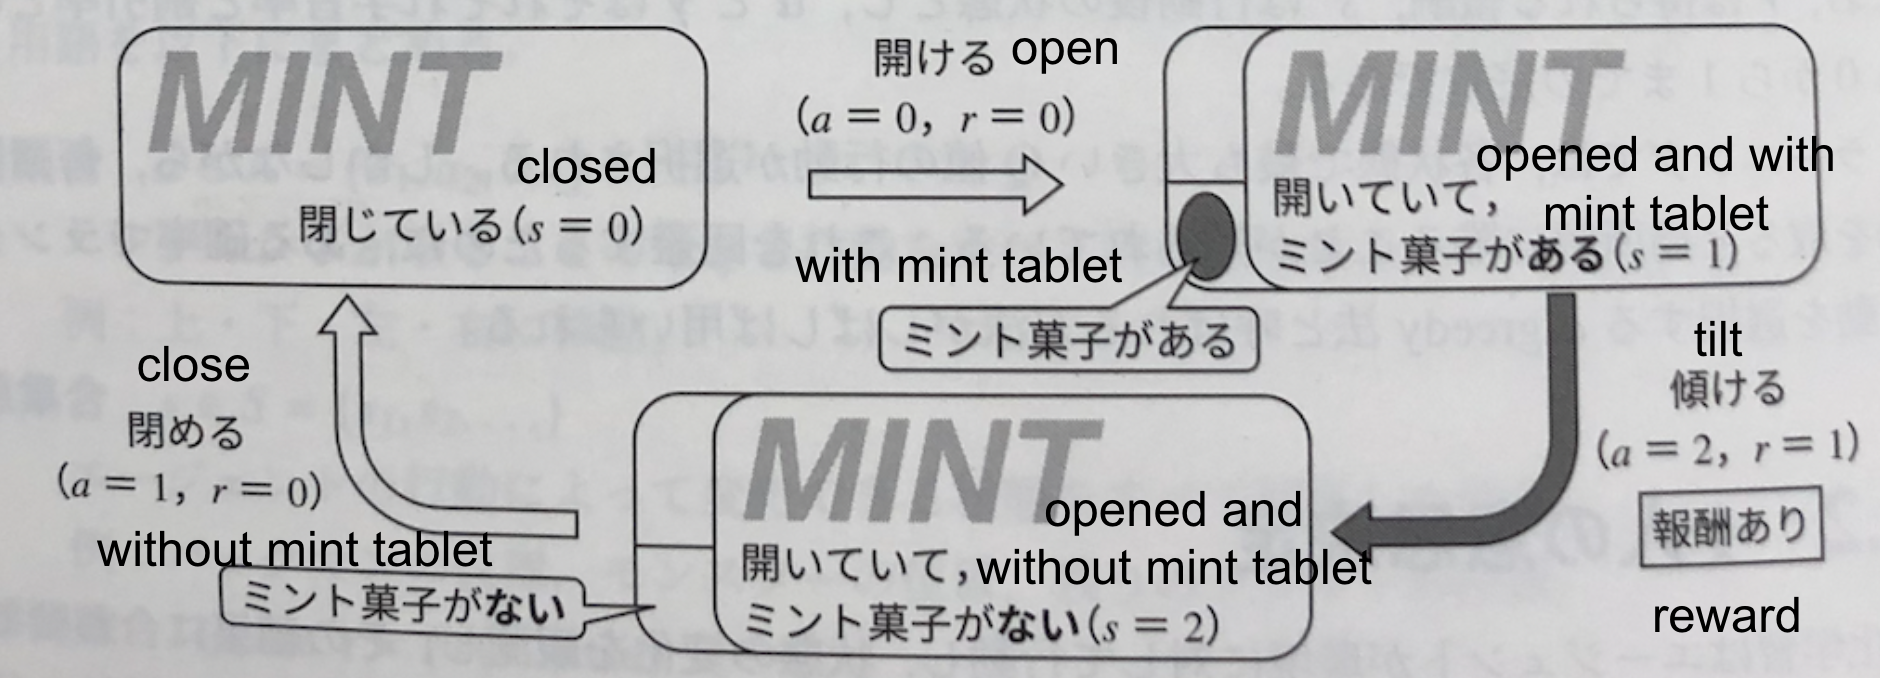 MINT
closed
閉じている(s = 0)
開ける open
(a = 0, r = 0)
with mint tablet
ミント菓子がある
MINT
opened and with
開いていて, mint tablet
ミント菓子がある(s = 1)
tilt
傾ける
(a = 2, r = 1)
報酬あり
reward
MINT
opened and
開いていて, without mint tablet
ミント菓子がない(s = 2)
close
閉める
(a = 1, r = 0)
without mint tablet
ミント菓子がない